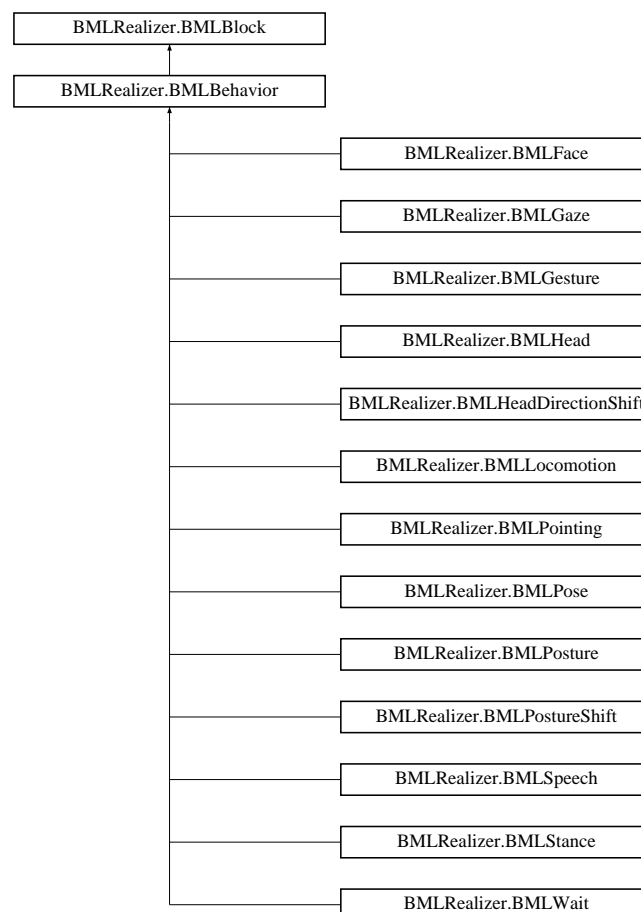 BMLRealizer.BMLBlock
BMLRealizer.BMLBehavior
BMLRealizer.BMLFace
BMLRealizer.BMLGaze
BMLRealizer.BMLGesture
BMLRealizer.BMLHead
BMLRealizer.BMLHeadDirectionShift
BMLRealizer.BMLLocomotion
BMLRealizer.BMLPointing
BMLRealizer.BMLPose
BMLRealizer.BMLPosture
BMLRealizer.BMLPostureShift
BMLRealizer.BMLSpeech
BMLRealizer.BMLStance
BMLRealizer.BMLWait